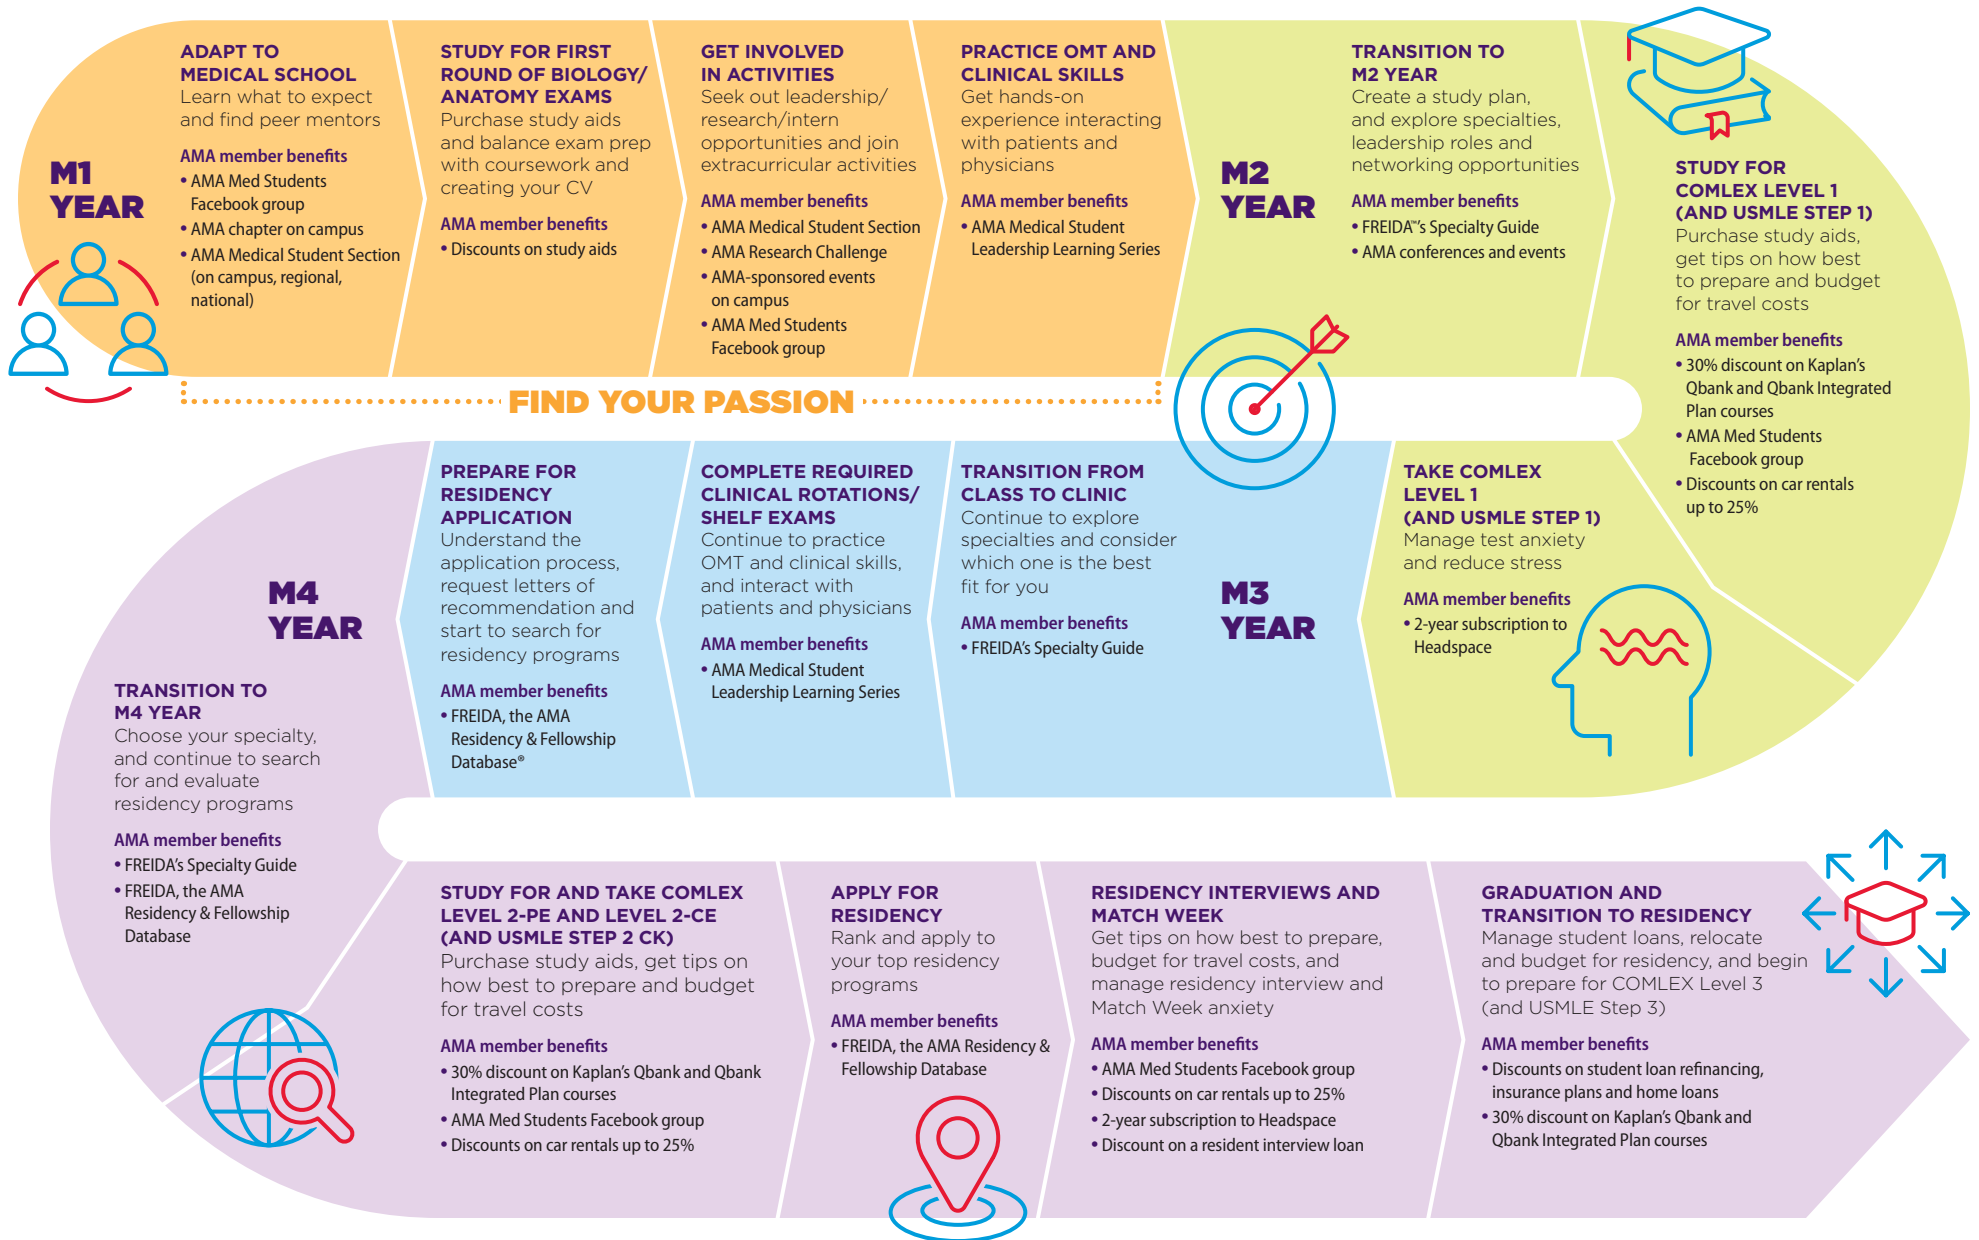 M1
YEAR
ADAPT TO
MEDICAL SCHOOL
Learn what to expect
and find peer mentors
AMA member benefits
• AMA Med Students
Facebook group
• AMA chapter on campus
• AMA Medical Student Section
(on campus, regional,
national)
STUDY FOR FIRST
ROUND OF BIOLOGY/
ANATOMY EXAMS
Purchase study aids
and balance exam prep
with coursework and
creating your CV
AMA member benefits
• Discounts on study aids
GET INVOLVED
IN ACTIVITIES
Seek out leadership/
research/intern
opportunities and join
extracurricular activities
AMA member benefits
• AMA Medical Student Section
• AMA Research Challenge
• AMA-sponsored events
on campus
• AMA Med Students
Facebook group
PRACTICE OMT AND
CLINICAL SKILLS
Get hands-on
experience interacting
with patients and
physicians
AMA member benefits
• AMA Medical Student
Leadership Learning Series
FIND YOUR PASSION
M2
YEAR
TRANSITION TO
M2 YEAR
Create a study plan,
and explore specialties,
leadership roles and
networking opportunities
AMA member benefits
• FREIDA™'s Specialty Guide
• AMA conferences and events
STUDY FOR
COMLEX LEVEL 1
(AND USMLE STEP 1)
Purchase study aids,
get tips on how best
to prepare and budget
for travel costs
AMA member benefits
• 30% discount on Kaplan's
Qbank and Qbank Integrated
Plan courses
• AMA Med Students
Facebook group
• Discounts on car rentals
up to 25%
TAKE COMLEX
LEVEL 1
(AND USMLE STEP 1)
Manage test anxiety
and reduce stress
AMA member benefits
• 2-year subscription to
Headspace
M3
YEAR
TRANSITION FROM
CLASS TO CLINIC
Continue to explore
specialties and consider
which one is the best
fit for you
AMA member benefits
• FREIDA's Specialty Guide
COMPLETE REQUIRED
CLINICAL ROTATIONS/
SHELF EXAMS
Continue to practice
OMT and clinical skills,
and interact with
patients and physicians
AMA member benefits
• AMA Medical Student
Leadership Learning Series
PREPARE FOR
RESIDENCY
APPLICATION
Understand the
application process,
request letters of
recommendation and
start to search for
residency programs
AMA member benefits
• FREIDA, the AMA
Residency & Fellowship
Database®
M4
YEAR
TRANSITION TO
M4 YEAR
Choose your specialty,
and continue to search
for and evaluate
residency programs
AMA member benefits
• FREIDA's Specialty Guide
• FREIDA, the AMA
Residency & Fellowship
Database
STUDY FOR AND TAKE COMLEX
LEVEL 2-PE AND LEVEL 2-CE
(AND USMLE STEP 2 CK)
Purchase study aids, get tips on
how best to prepare and budget
for travel costs
AMA member benefits
• 30% discount on Kaplan's Qbank and Qbank
Integrated Plan courses
• AMA Med Students Facebook group
• Discounts on car rentals up to 25%
APPLY FOR
RESIDENCY
Rank and apply to
your top residency
programs
AMA member benefits
• FREIDA, the AMA Residency &
Fellowship Database
RESIDENCY INTERVIEWS AND
MATCH WEEK
Get tips on how best to prepare,
budget for travel costs, and
manage residency interview and
Match Week anxiety
AMA member benefits
• AMA Med Students Facebook group
• Discounts on car rentals up to 25%
• 2-year subscription to Headspace
• Discount on a resident interview loan
GRADUATION AND
TRANSITION TO RESIDENCY
Manage student loans, relocate
and budget for residency, and begin
to prepare for COMLEX Level 3
(and USMLE Step 3)
AMA member benefits
• Discounts on student loan refinancing,
insurance plans and home loans
• 30% discount on Kaplan's Qbank and
Qbank Integrated Plan courses